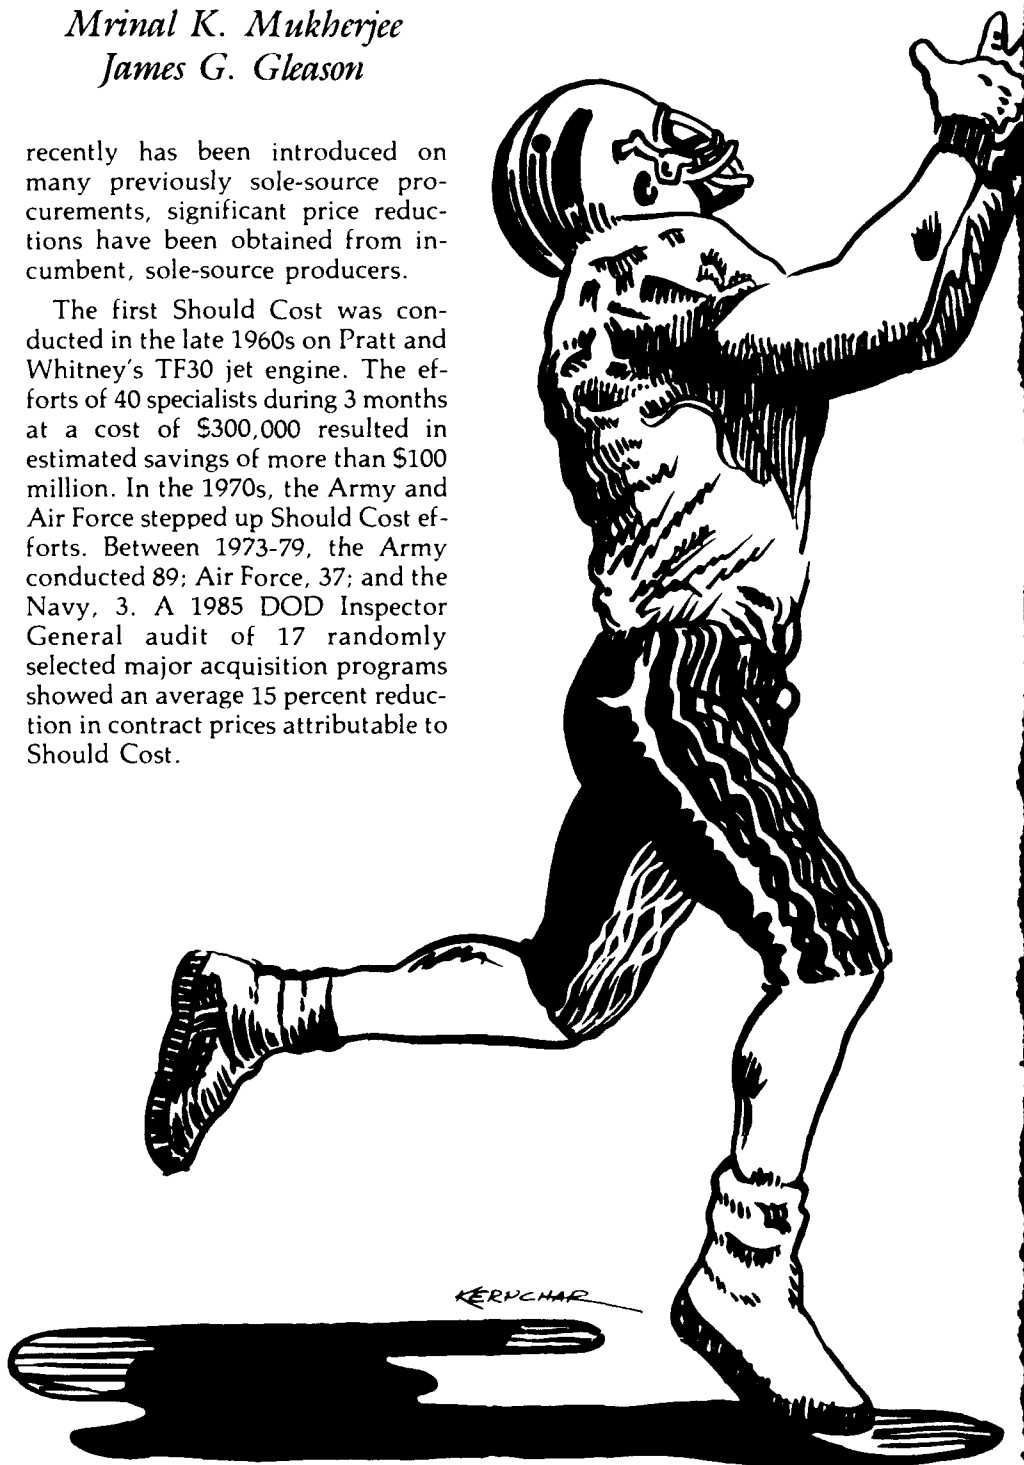 Mrinal K. Mukherjee
James G. Gleason
recently has been introduced on
many previously sole-source pro-
curements, significant price reduc-
tions have been obtained from in-
cumbent, sole-source producers.
The first Should Cost was con-
ducted in the late 1960s on Pratt and
Whitney's TF30 jet engine. The ef-
forts of 40 specialists during 3 months
at a cost of $300,000 resulted in
estimated savings of more than $100
million. In the 1970s, the Army and
Air Force stepped up Should Cost ef-
forts. Between 1973-79, the Army
conducted 89; Air Force, 37; and the
Navy, 3. A 1985 DOD Inspector
General audit of 17 randomly
selected major acquisition programs
showed an average 15 percent reduc-
tion in contract prices attributable to
Should Cost.
KERNCHAR